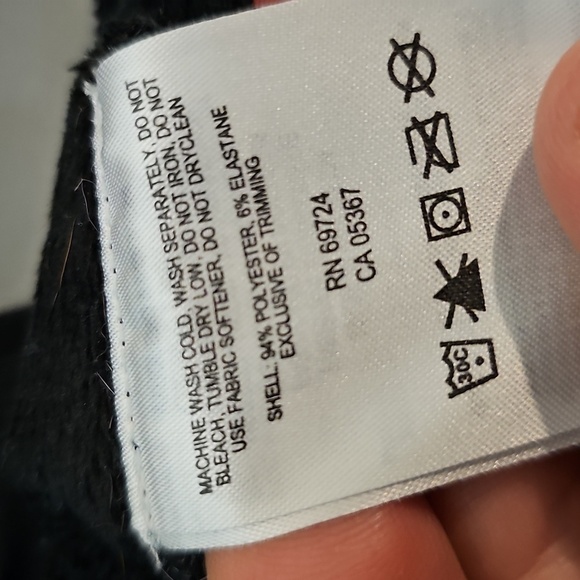 MACHINE WASH COLD, WASH SEPARATELY, DO NOT
BLEACH, TUMBLE DRY LOW, DO NOT IRON, DO NOT
USE FABRIC SOFTENER, DO NOT DRYCLEAN
SHELL: 94% POLYESTER, 6% ELASTANE
EXCLUSIVE OF TRIMMING
RN 69724
CA 05367
30C